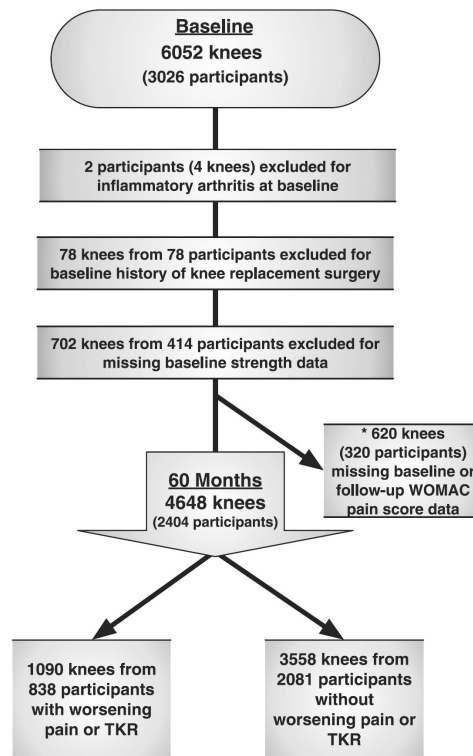 Baseline
6052 knees
(3026 participants)
2 participants (4 knees) excluded for
inflammatory arthritis at baseline
78 knees from 78 participants excluded for
baseline history of knee replacement surgery
702 knees from 414 participants excluded for
missing baseline strength data
* 620 knees
(320 participants)
missing baseline or
follow-up WOMAC
pain score data
60 Months
4648 knees
(2404 participants)
1090 knees from
838 participants
with worsening
pain or TKR
3558 knees from
2081 participants
without
worsening pain or
TKR